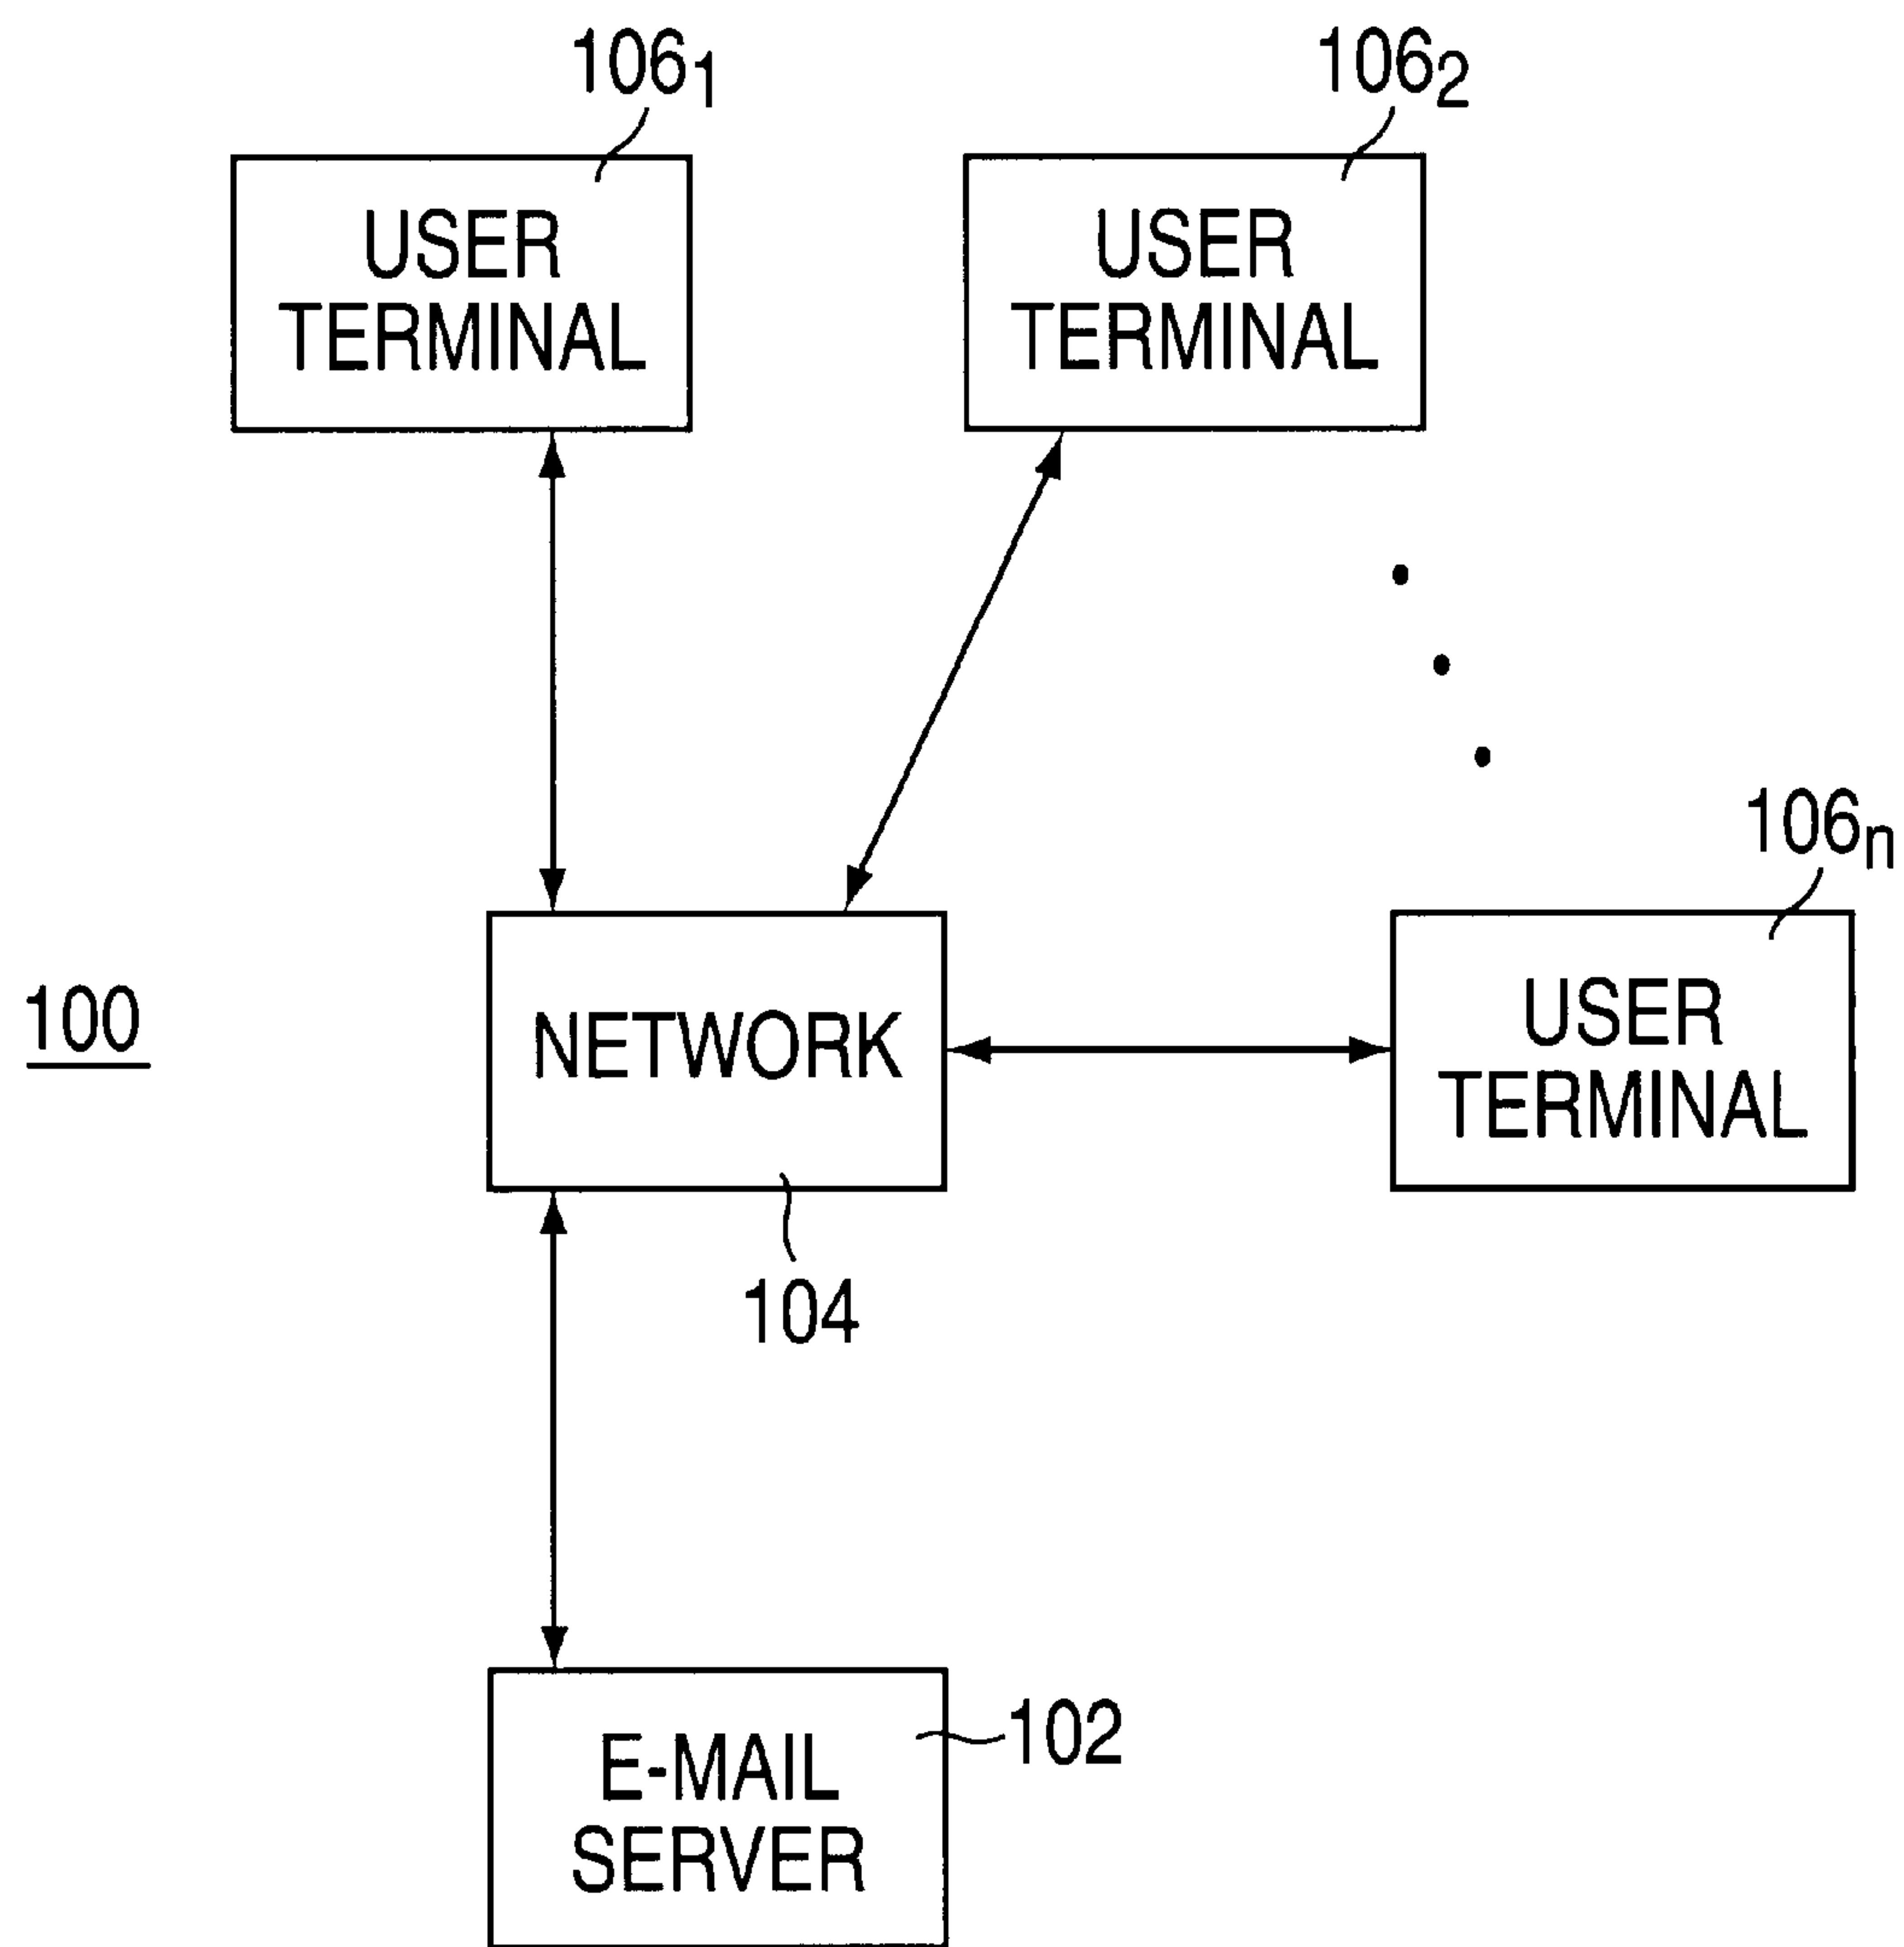 106₁
106₂
USER
TERMINAL
USER
TERMINAL
106ₙ
100
NETWORK
USER
TERMINAL
104
102
E-MAIL
SERVER